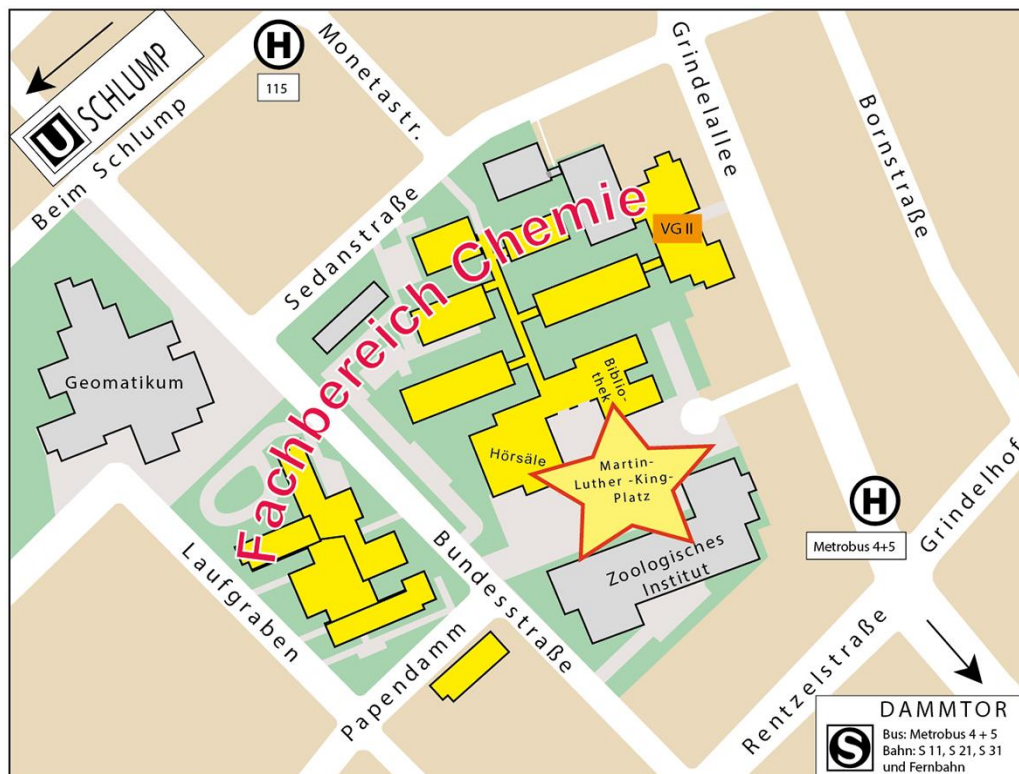 U SCHLUMP
H
115
Beim Schlump
Monetastr.
Sedanstraße
Grindelallee
Bornstraße
Fachbereich Chemie
VG II
Geomatikum
Biblio-
thek
Hörsäle
Martin-
Luther -King-
Platz
Zoologisches
Institut
H
Metrobus 4+5
Grindelhof
Laufgraben
Bundesstraße
Papendamm
Rentzelstraße
DAMMTOR
S
Bus: Metrobus 4 + 5
Bahn: S 11, S 21, S 31
und Fernbahn